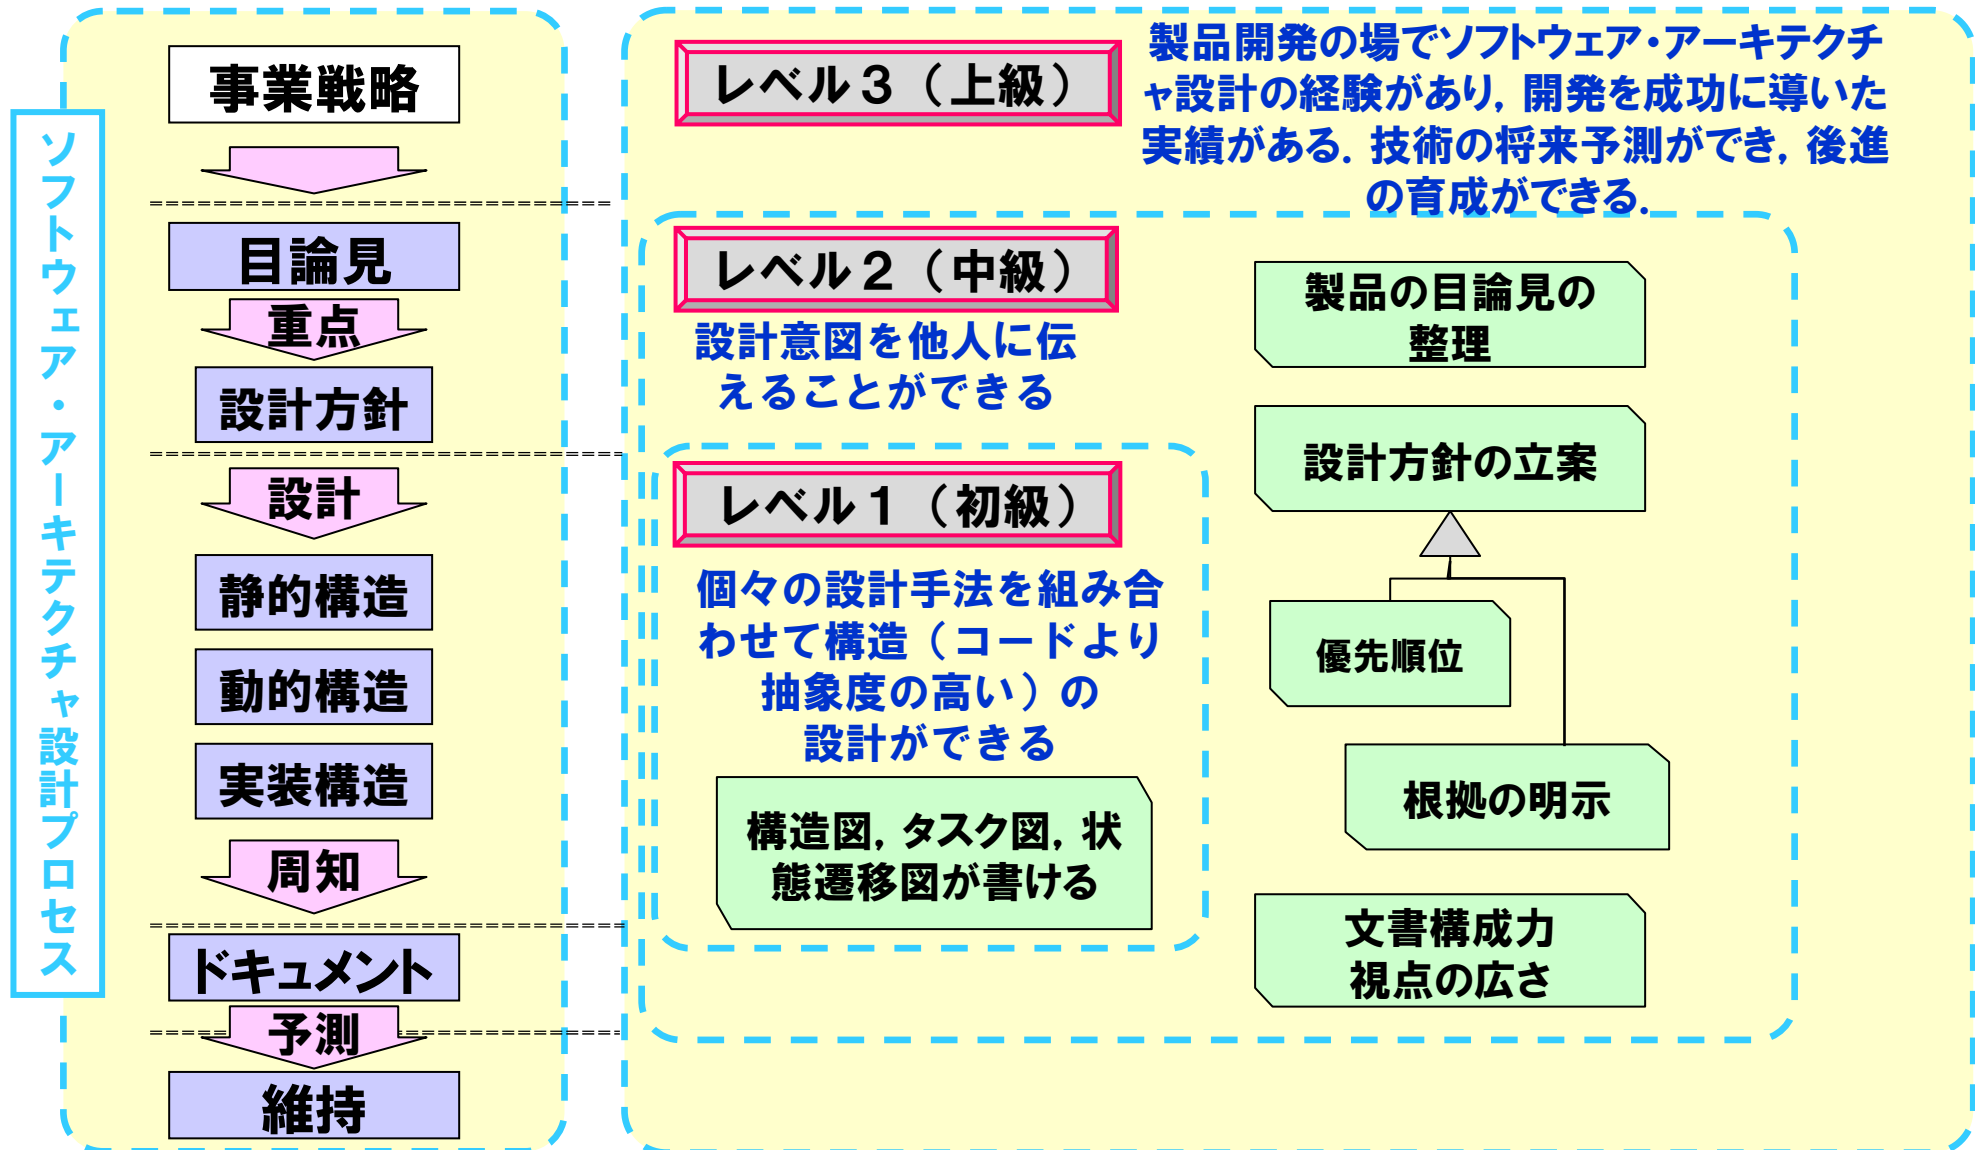 ソフトウェア・アーキテクチャ設計プロセス
事業戦略
目論見
重点
設計方針
設計
静的構造
動的構造
実装構造
周知
ドキュメント
予測
維持
レベル３（上級）
製品開発の場でソフトウェア・アーキテクチ
ャ設計の経験があり, 開発を成功に導いた
実績がある. 技術の将来予測ができ, 後進
の育成ができる.
レベル２（中級）
設計意図を他人に伝
えることができる
レベル１（初級）
個々の設計手法を組み合
わせて構造（コードより
抽象度の高い）の
設計ができる
構造図, タスク図, 状
態遷移図が書ける
製品の目論見の
整理
設計方針の立案
優先順位
根拠の明示
文書構成力
視点の広さ